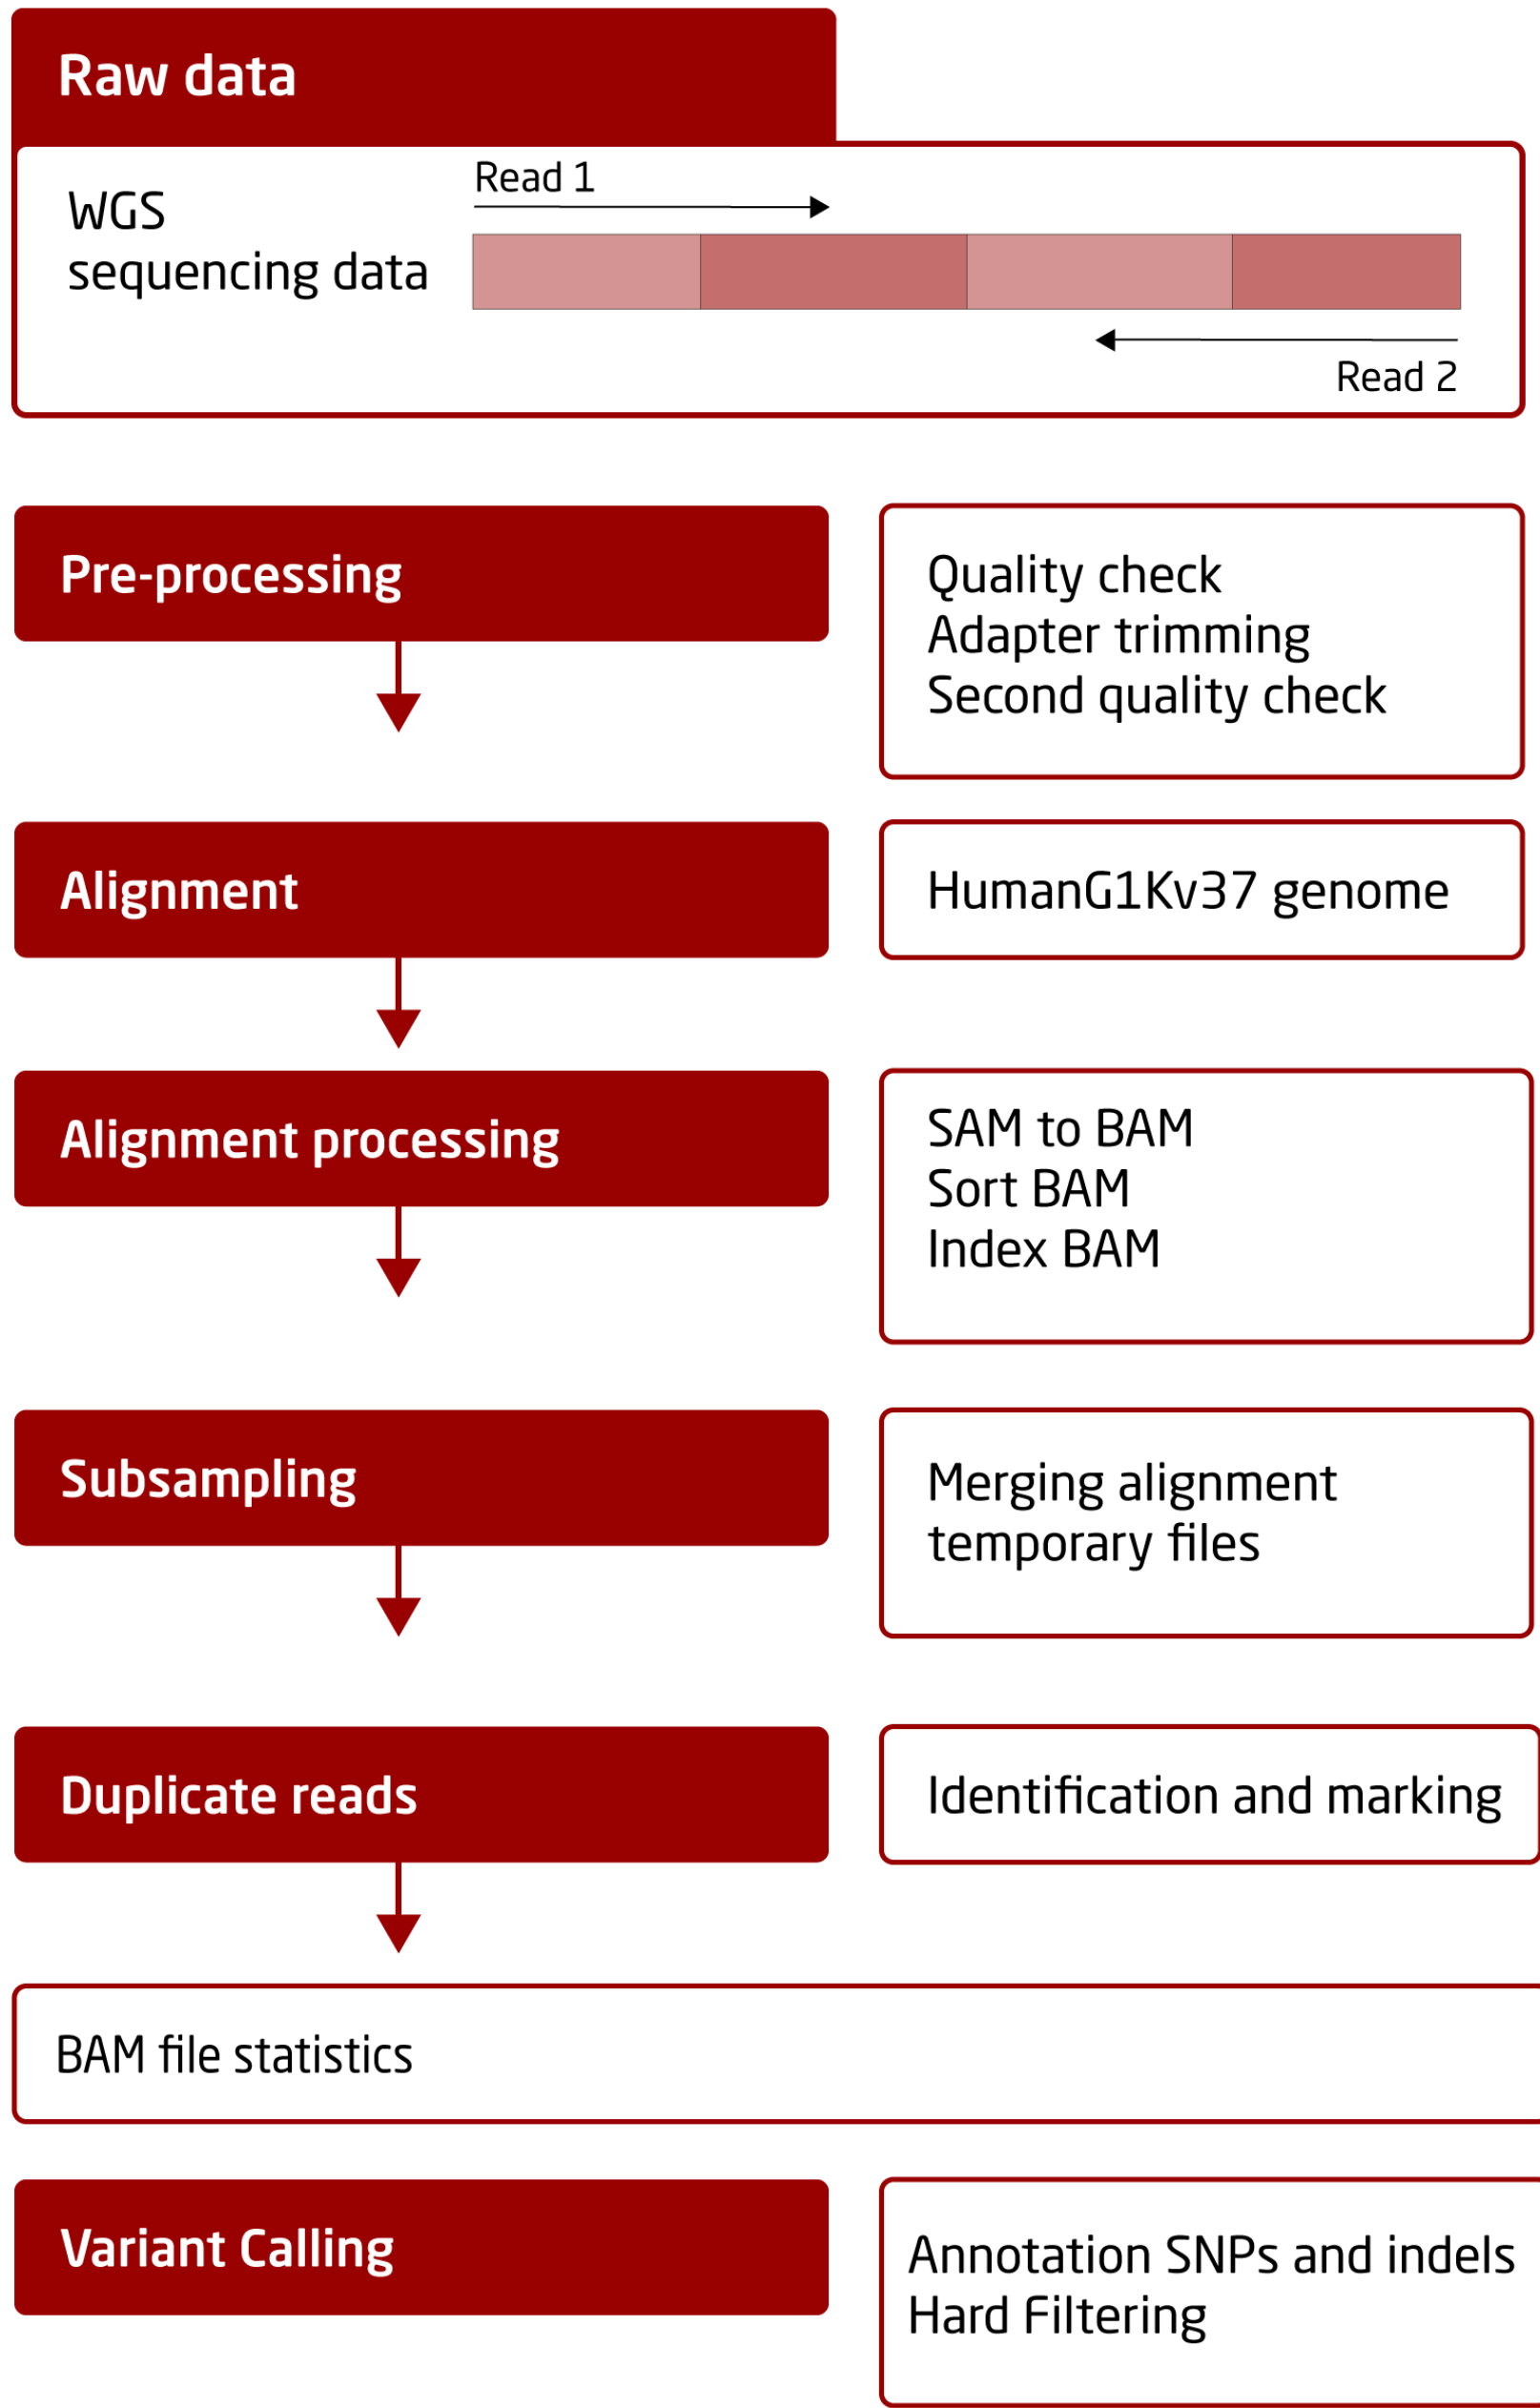 Raw data
WGS
sequencing data
Read 1
Read 2
Pre-processing
Quality check
Adapter trimming
Second quality check
Alignment
HumanG1Kv37 genome
Alignment processing
SAM to BAM
Sort BAM
Index BAM
Subsampling
Merging alignment
temporary files
Duplicate reads
Identification and marking
BAM file statistics
Variant Calling
Annotation SNPs and indels
Hard Filtering